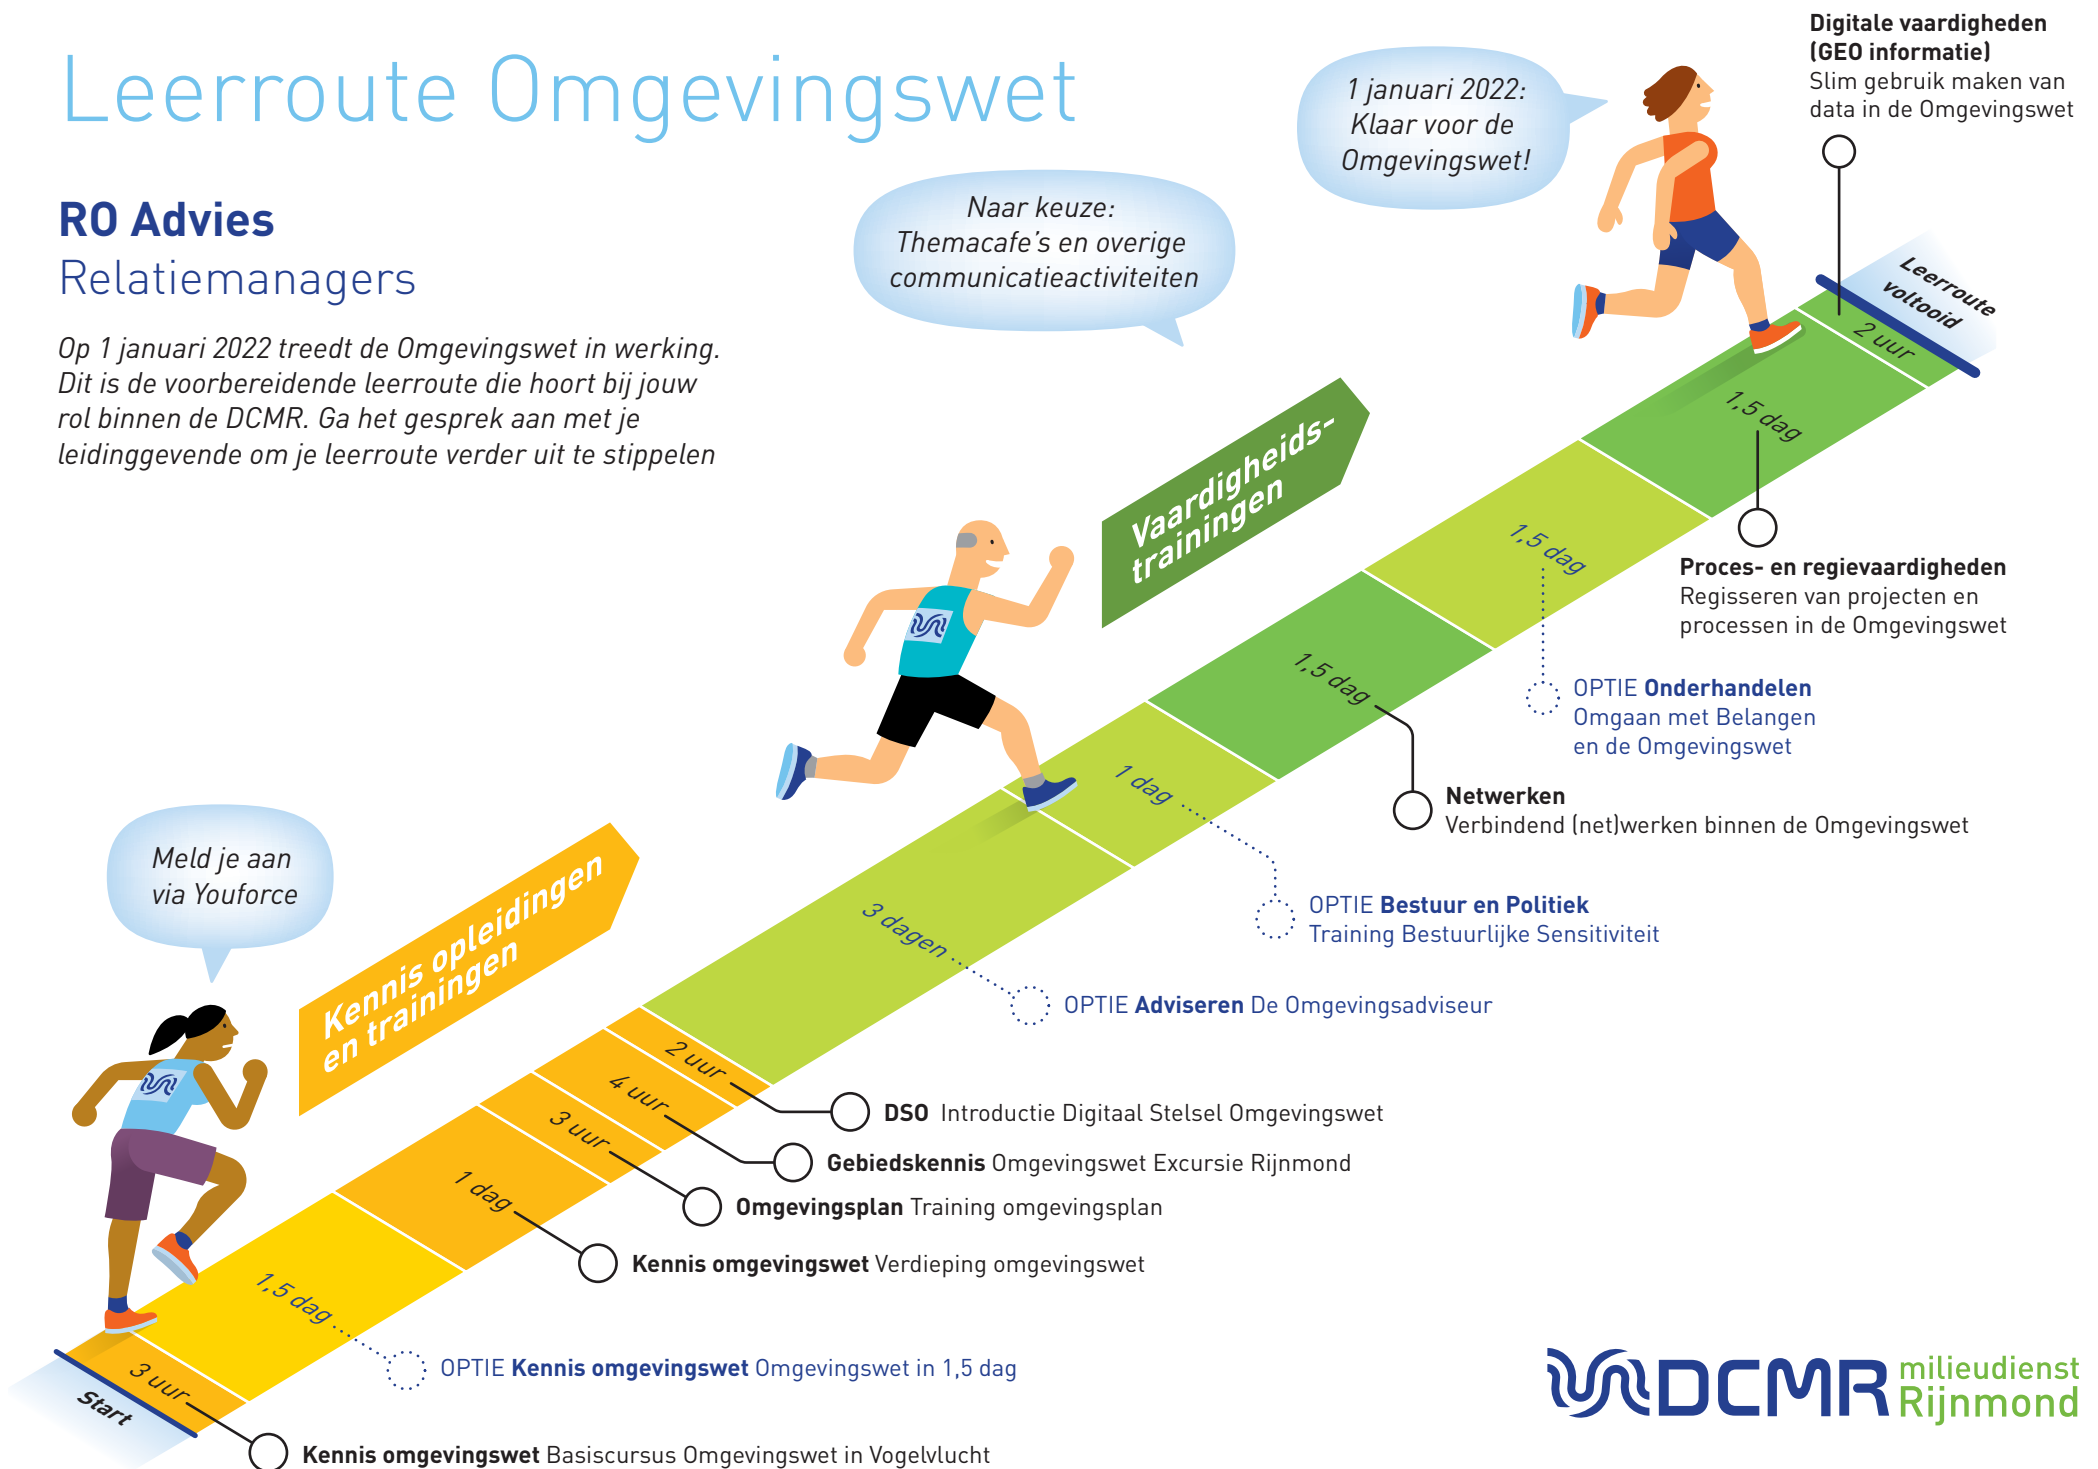 Leerroute Omgevingswet
RO Advies
Relatiemanagers
Op 1 januari 2022 treedt de Omgevingswet in werking.
Dit is de voorbereidende leerroute die hoort bij jouw
rol binnen de DCMR. Ga het gesprek aan met je
leidinggevende om je leerroute verder uit te stippelen
Naar keuze:
Themacafe's en overige
communicatieactiviteiten
1 januari 2022:
Klaar voor de
Omgevingswet!
Digitale vaardigheden
(GEO informatie)
Slim gebruik maken van
data in de Omgevingswet
Leerroute
voltooid
2 uur
1,5 dag
Proces- en regievaardigheden
Regisseren van projecten en
processen in de Omgevingswet
1,5 dag
OPTIE Onderhandelen
Omgaan met Belangen
en de Omgevingswet
Vaardigheids-
trainingen
1,5 dag
Netwerken
Verbindend (net)werken binnen de Omgevingswet
1 dag
OPTIE Bestuur en Politiek
Training Bestuurlijke Sensitiviteit
3 dagen
OPTIE Adviseren De Omgevingsadviseur
Meld je aan
via Youforce
Kennis opleidingen
en trainingen
2 uur
DSO Introductie Digitaal Stelsel Omgevingswet
4 uur
Gebiedskennis Omgevingswet Excursie Rijnmond
3 uur
Omgevingsplan Training omgevingsplan
1 dag
Kennis omgevingswet Verdieping omgevingswet
1,5 dag
OPTIE Kennis omgevingswet Omgevingswet in 1,5 dag
3 uur
Start
Kennis omgevingswet Basiscursus Omgevingswet in Vogelvlucht
DCMR milieudienst
Rijnmond